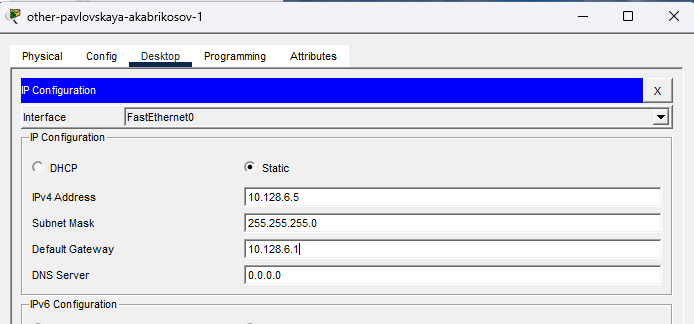 other-pavlovskaya-akabrikosov-1
Physical Config Desktop Programming Attributes
IP Configuration X
Interface FastEthernet0
IP Configuration
DHCP Static
IPv4 Address 10.128.6.5
Subnet Mask 255.255.255.0
Default Gateway 10.128.6.1
DNS Server 0.0.0.0
IPv6 Configuration